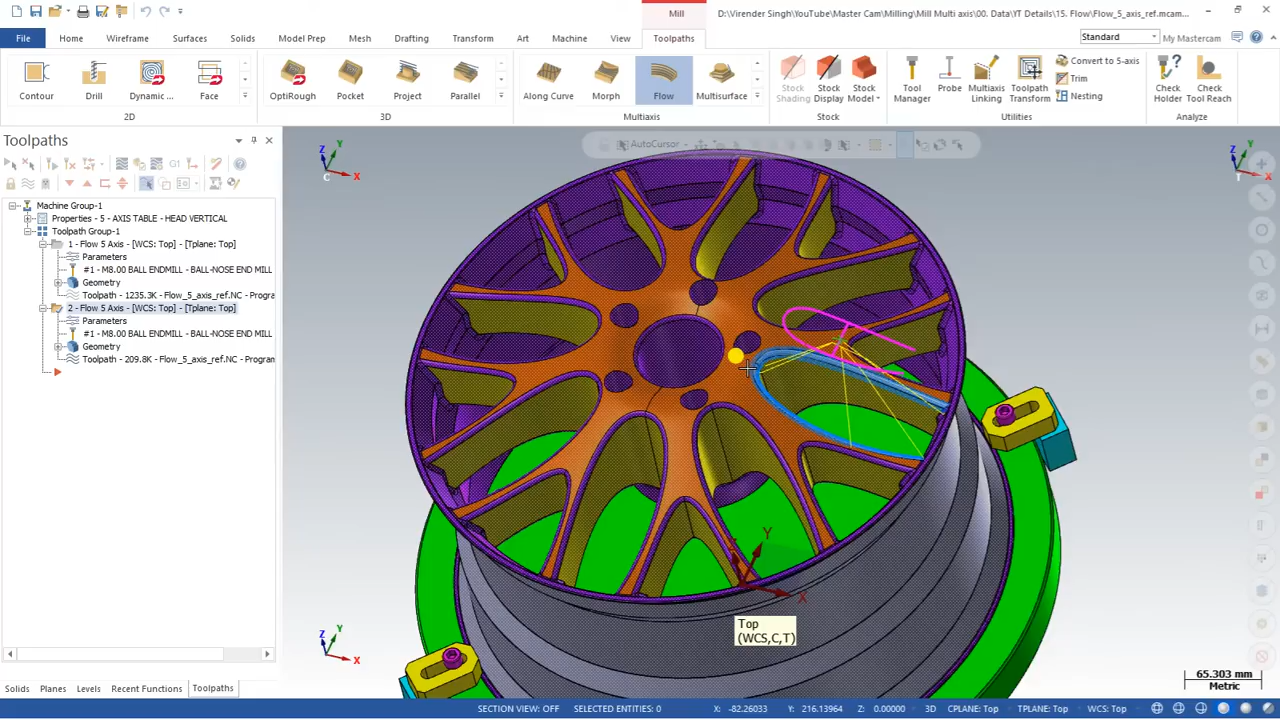 Mill
D:\Virender Singh\YouTube\Master Cam\Milling\Mill Multi axis\00. Data\YT Details\15. Flow\Flow_5_axis_ref.mcam...
File
Home
Wireframe
Surfaces
Solids
Model Prep
Mesh
Drafting
Transform
Art
Machine
View
Toolpaths
Standard
My Mastercam
Contour
Drill
Dynamic ...
Face
OptiRough
Pocket
Project
Parallel
Along Curve
Morph
Flow
Multisurface
Stock Shading
Stock Display
Stock Model
Tool Manager
Probe
Multiaxis Linking
Toolpath Transform
Convert to 5-axis
Trim
Nesting
Check Holder
Check Tool Reach
2D
3D
Multiaxis
Stock
Utilities
Analyze
Toolpaths
G1
Machine Group-1
Properties - 5 - AXIS TABLE - HEAD VERTICAL
Toolpath Group-1
1 - Flow 5 Axis - [WCS: Top] - [Tplane: Top]
Parameters
#1 - M8.00 BALL ENDMILL - BALL-NOSE END MILL
Geometry
Toolpath - 1235.3K - Flow_5_axis_ref.NC - Progra
2 - Flow 5 Axis - [WCS: Top] - [Tplane: Top]
Parameters
#1 - M8.00 BALL ENDMILL - BALL-NOSE END MILL
Geometry
Toolpath - 209.8K - Flow_5_axis_ref.NC - Progra
AutoCursor
Z
Y
X
C
Z
Y
X
T
Y
X
Top
(WCS,C,T)
Z
Y
X
65.303 mm
Metric
Solids
Planes
Levels
Recent Functions
Toolpaths
SECTION VIEW: OFF
SELECTED ENTITIES: 0
X: -82.26033
Y: 216.13964
Z: 0.00000
3D
CPLANE: Top
TPLANE: Top
WCS: Top